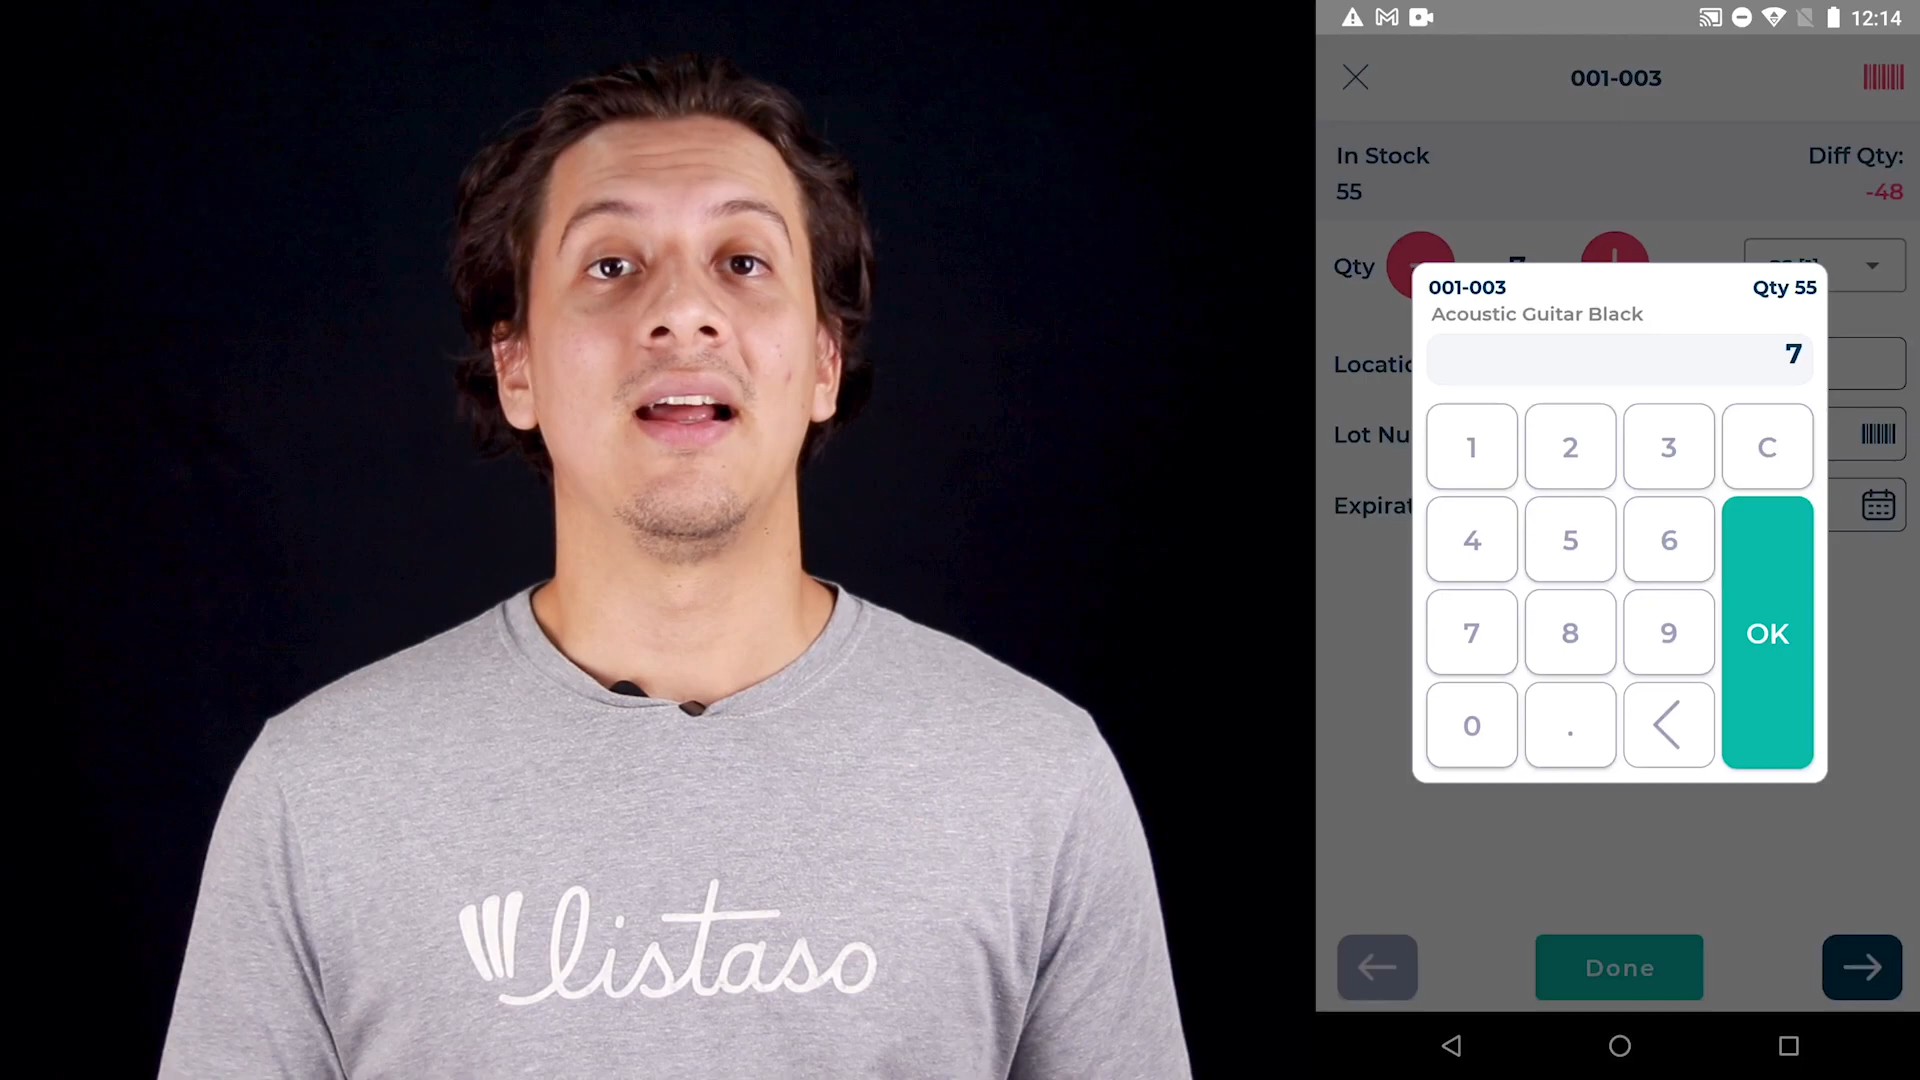 listaso
12:14
001-003
In Stock
Diff Qty:
55
-48
Qty
001-003
Qty 55
Acoustic Guitar Black
7
Locatio
Lot Nu
Expirat
1
2
3
C
4
5
6
7
8
9
OK
0
.
Done